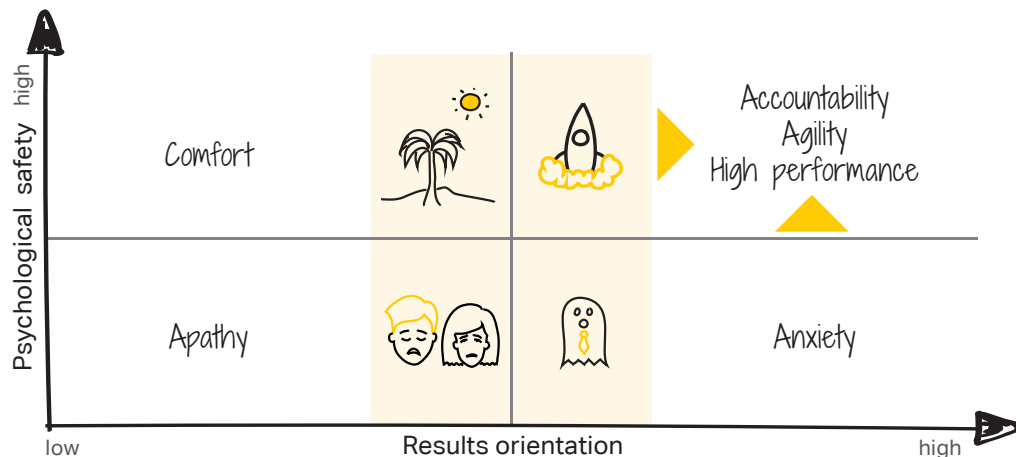 Psychological safety high
Comfort
Accountability
Agility
High performance
Apathy
Anxiety
low
Results orientation
high